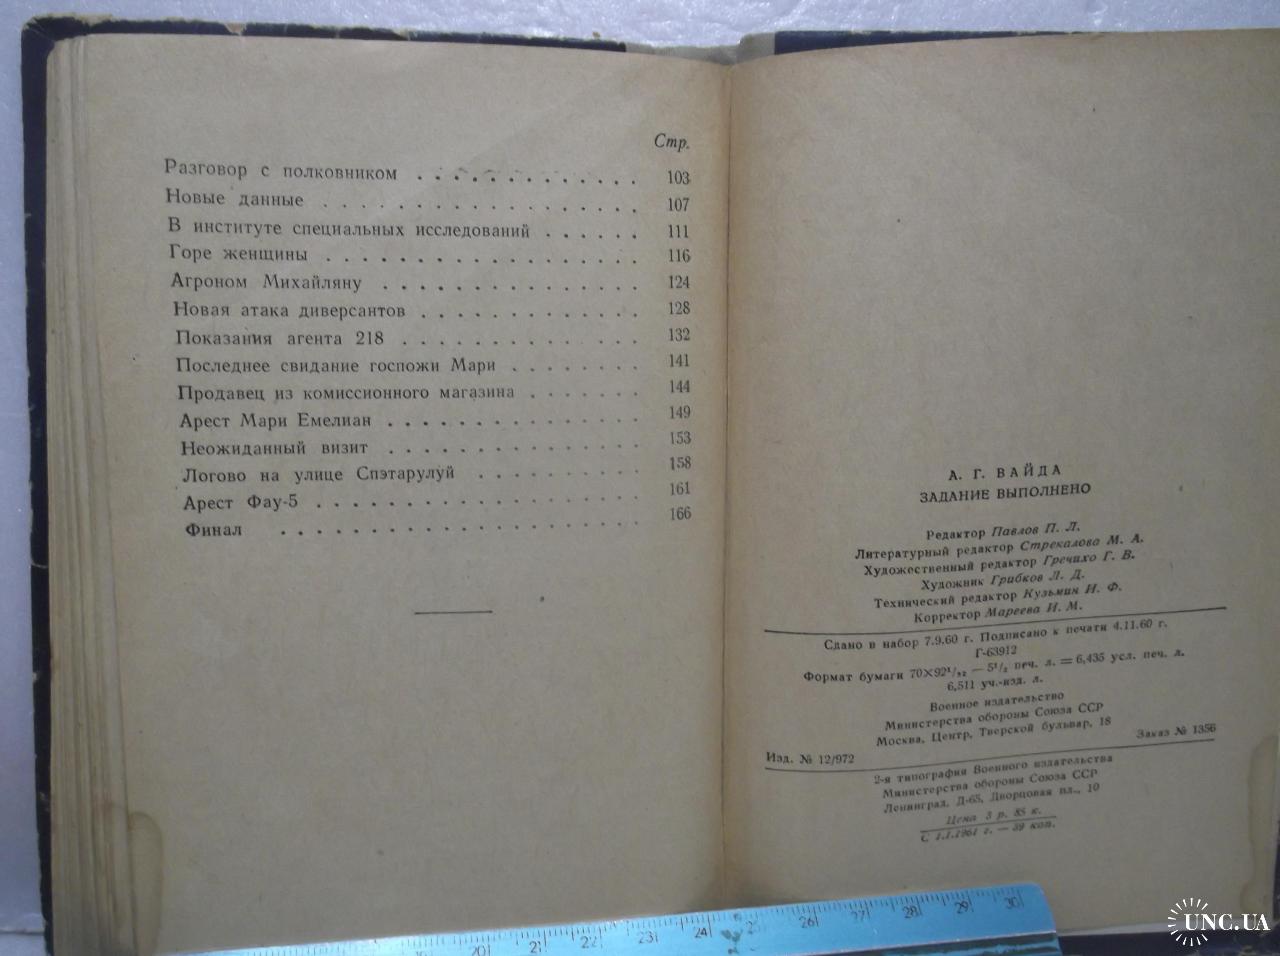 Стр.
Разговор с полковником . . . . . . . . . . . . 103
Новые данные . . . . . . . . . . . . . . . . . 107
В институте специальных исследований . . . . . . 111
Горе женщины . . . . . . . . . . . . . . . . . 116
Агроном Михайляну . . . . . . . . . . . . . . 124
Новая атака диверсантов . . . . . . . . . . . . 128
Показания агента 218 . . . . . . . . . . . . . 132
Последнее свидание госпожи Мари . . . . . . . . 141
Продавец из комиссионного магазина . . . . . . . 144
Арест Мари Емелиан . . . . . . . . . . . . . . 149
Неожиданный визит . . . . . . . . . . . . . . . 153
Логово на улице Спэтарулуй . . . . . . . . . . 158
Арест Фау-5 . . . . . . . . . . . . . . . . . . 161
Финал . . . . . . . . . . . . . . . . . . . . 166
А. Г. ВАЙДА
ЗАДАНИЕ ВЫПОЛНЕНО
Редактор Павлов П. Л.
Литературный редактор Стрекалова М. А.
Художественный редактор Гречихо Г. В.
Художник Грибков Л. Д.
Технический редактор Кузьмин И. Ф.
Корректор Мареева И. М.
Сдано в набор 7.9.60 г. Подписано к печати 4.11.60 г.
Г-63912
Формат бумаги 70×92¹/₃₂ — 5¹/₂ печ. л. = 6,435 усл. печ. л.
6,511 уч.-изд. л.
Военное издательство
Министерства обороны Союза ССР
Москва, Центр, Тверской бульвар, 18
Изд. № 12/972 Заказ № 1356
2-я типография Военного издательства
Министерства обороны Союза ССР
Ленинград, Д-65, Дворцовая пл., 10
Цена 3 р. 85 к.
С 1.1.1961 г. — 39 коп.
20 21 22 23 24 26 27 28 29 30
UNC.UA